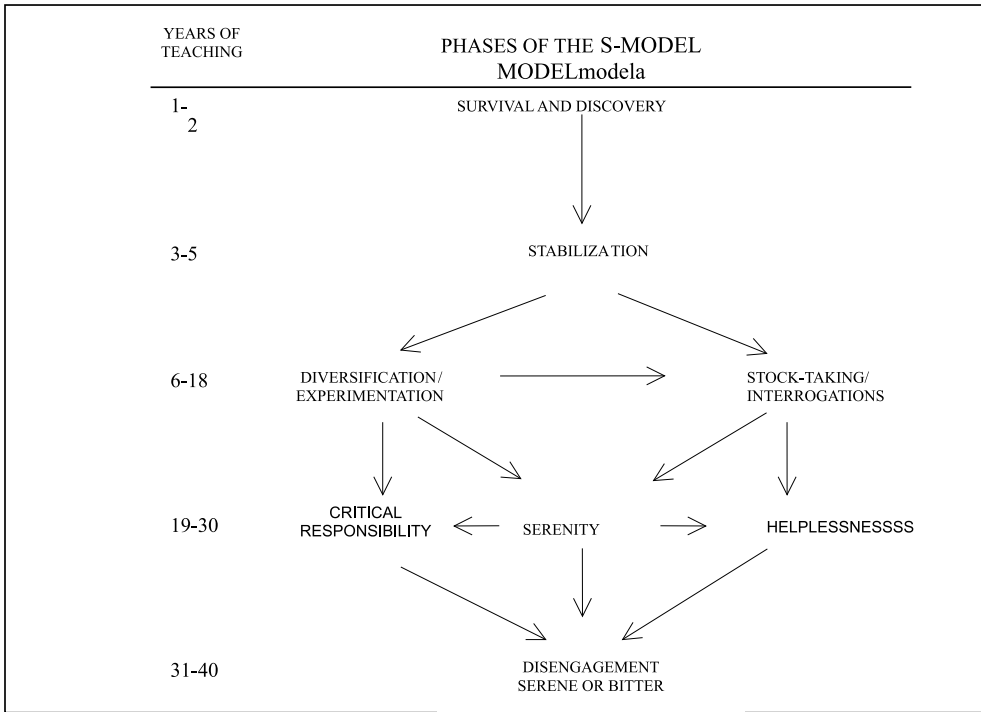 YEARS OF
TEACHING
PHASES OF THE S-MODEL
MODELmodela
1-
2
SURVIVAL AND DISCOVERY
3-5
STABILIZATION
6-18
DIVERSIFICATION/
EXPERIMENTATION
STOCK-TAKING/
INTERROGATIONS
19-30
CRITICAL
RESPONSIBILITY
SERENITY
HELPLESSNESSSS
31-40
DISENGAGEMENT
SERENE OR BITTER